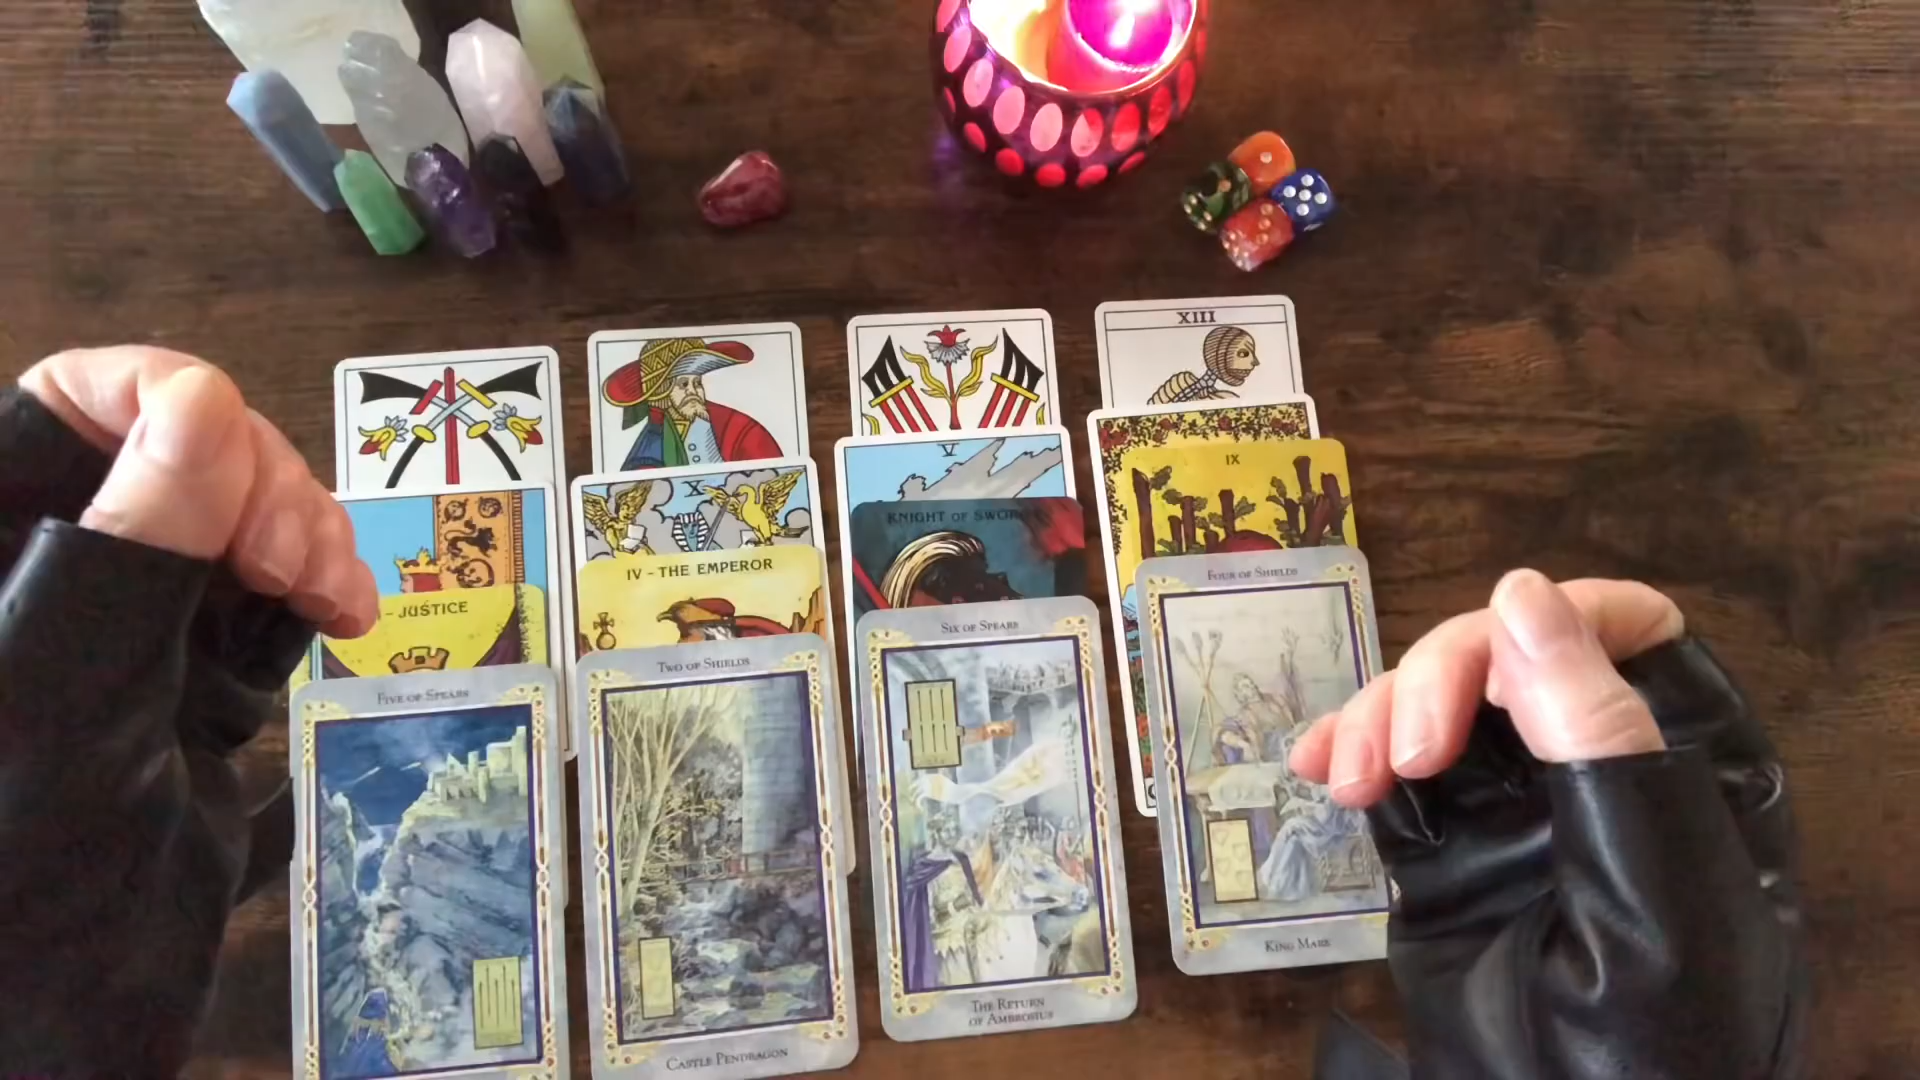 XIII
V
X
IX
KNIGHT OF SWORDS
IV - THE EMPEROR
- JUSTICE
FOUR OF SHIELDS
SIX OF SPEARS
TWO OF SHIELDS
FIVE OF SPEARS
KING MARK
THE RETURN
OF AMBROSIUS
CASTLE PENDRAGON